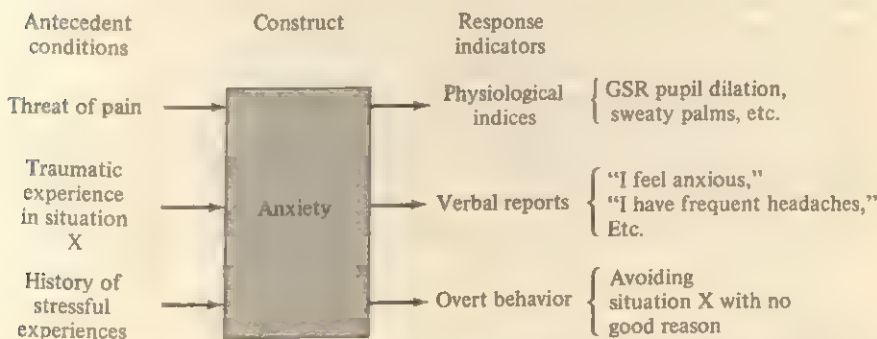 Antecedent
conditions
Construct
Response
indicators
Threat of pain
Physiological
indices
GSR pupil dilation,
sweaty palms, etc.
Traumatic
experience
in situation
X
Anxiety
Verbal reports
“I feel anxious,”
“I have frequent headaches,”
Etc.
History of
stressful
experiences
Overt behavior
Avoiding
situation X with no
good reason